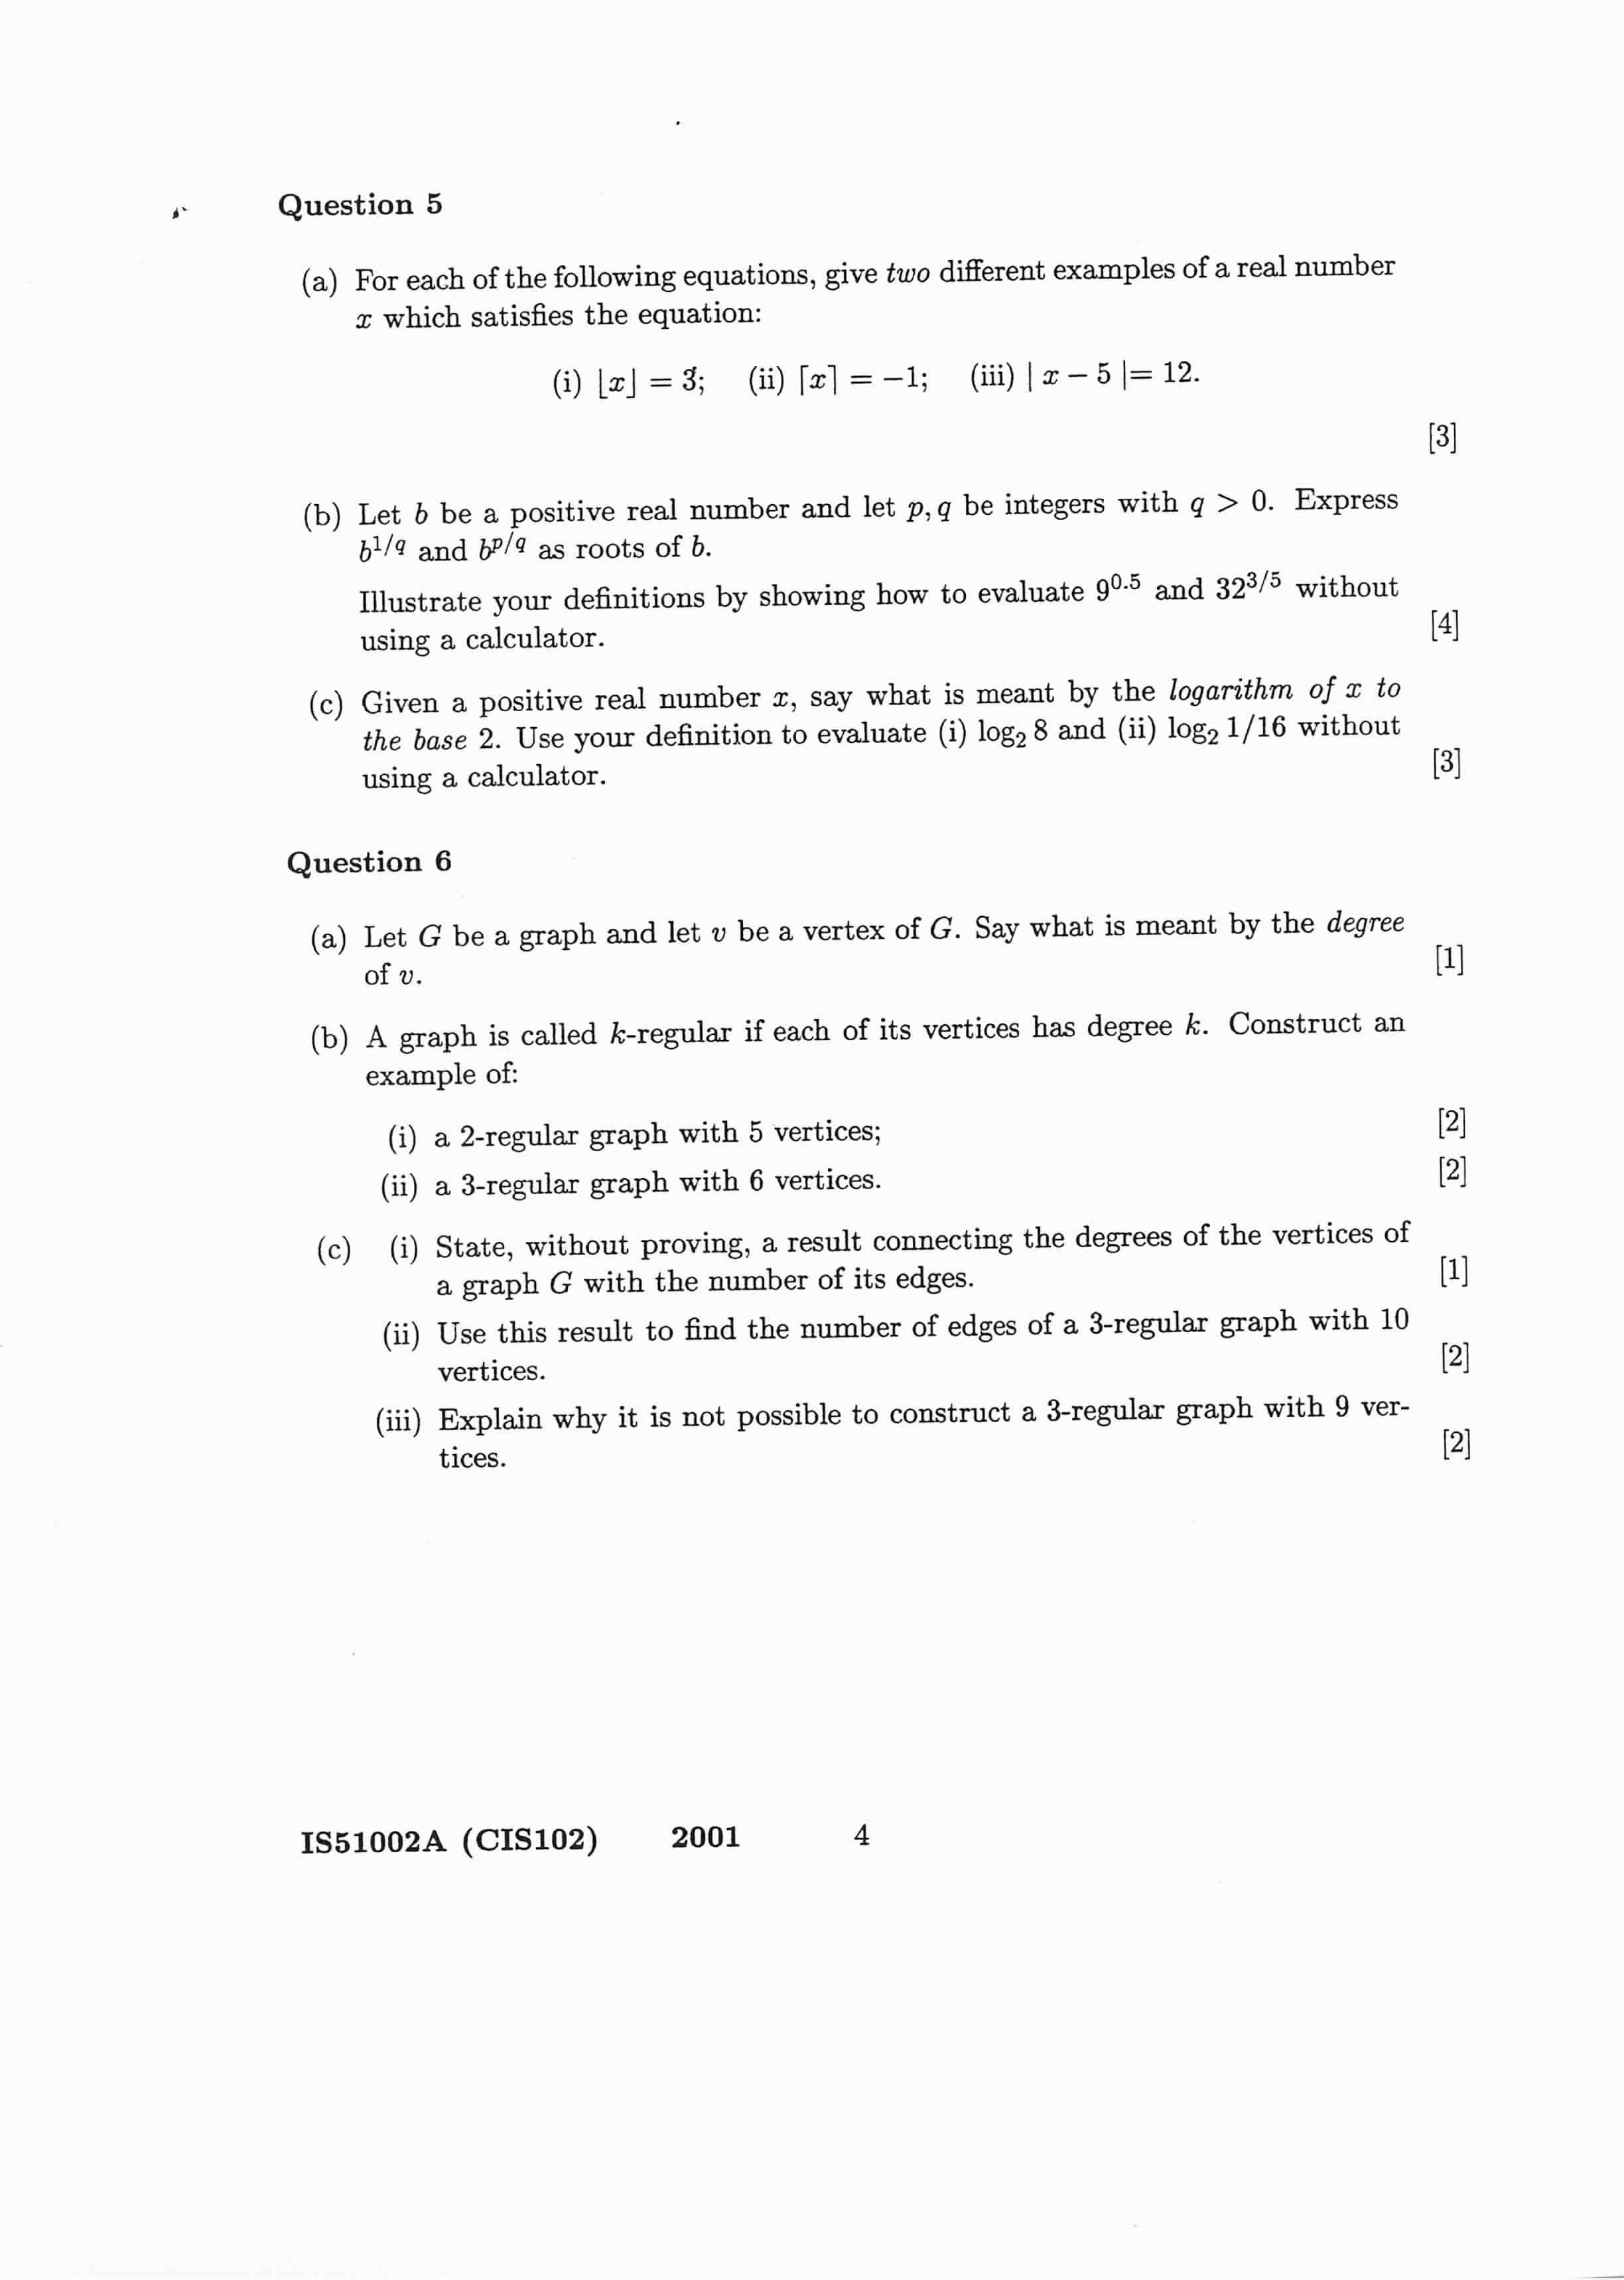 Question 5
(a) For each of the following equations, give two different examples of a real number
x which satisfies the equation:
(i) ⌊x⌋ = 3; (ii) ⌈x⌉ = −1; (iii) | x − 5 |= 12.
[3]
(b) Let b be a positive real number and let p, q be integers with q > 0. Express
b^{1/q} and b^{p/q} as roots of b.
Illustrate your definitions by showing how to evaluate 9^{0.5} and 32^{3/5} without
using a calculator. [4]
(c) Given a positive real number x, say what is meant by the logarithm of x to
the base 2. Use your definition to evaluate (i) log₂ 8 and (ii) log₂ 1/16 without
using a calculator. [3]
Question 6
(a) Let G be a graph and let v be a vertex of G. Say what is meant by the degree
of v. [1]
(b) A graph is called k-regular if each of its vertices has degree k. Construct an
example of:
(i) a 2-regular graph with 5 vertices; [2]
(ii) a 3-regular graph with 6 vertices. [2]
(c) (i) State, without proving, a result connecting the degrees of the vertices of
a graph G with the number of its edges. [1]
(ii) Use this result to find the number of edges of a 3-regular graph with 10
vertices. [2]
(iii) Explain why it is not possible to construct a 3-regular graph with 9 ver-
tices. [2]
IS51002A (CIS102) 2001 4